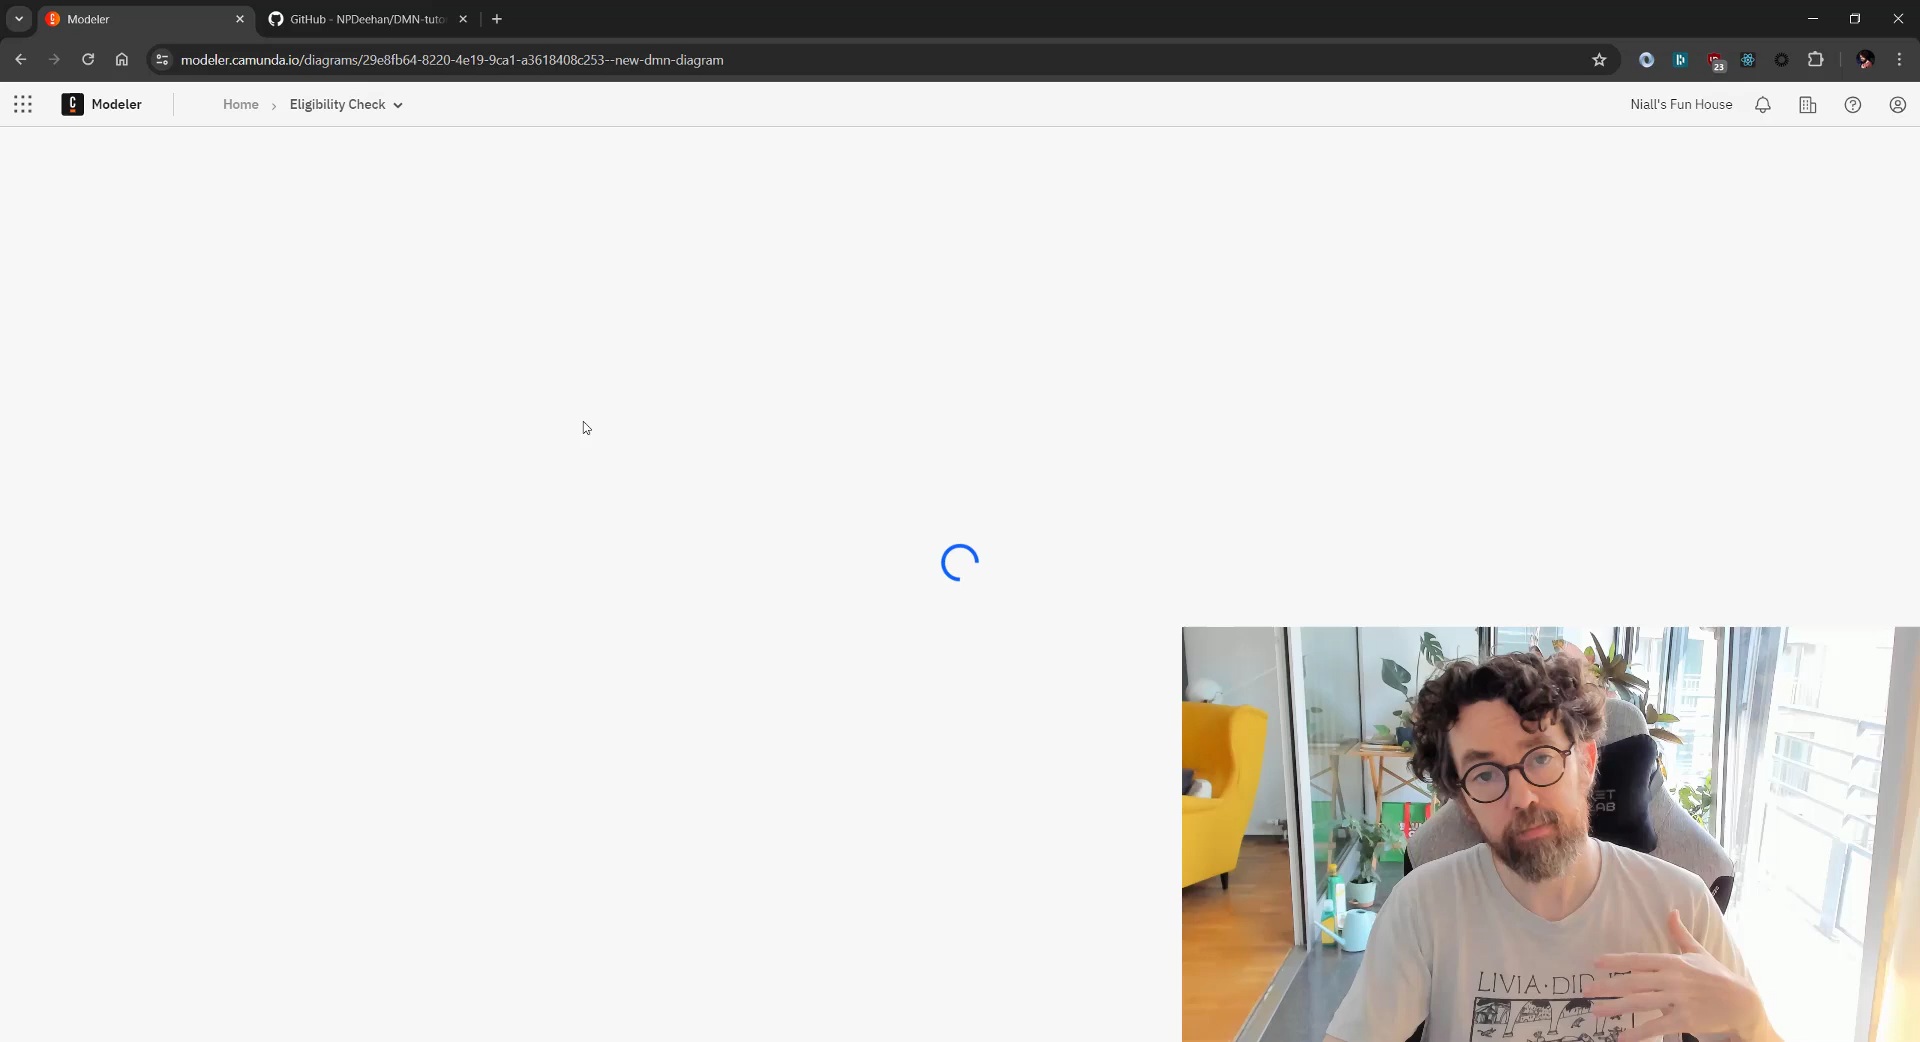 Modeler
GitHub - NPDeehan/DMN-tuto
modeler.camunda.io/diagrams/29e8fb64-8220-4e19-9ca1-a3618408c253--new-dmn-diagram
23
C Modeler
Home > Eligibility Check
Niall's Fun House
LIVIA·DID